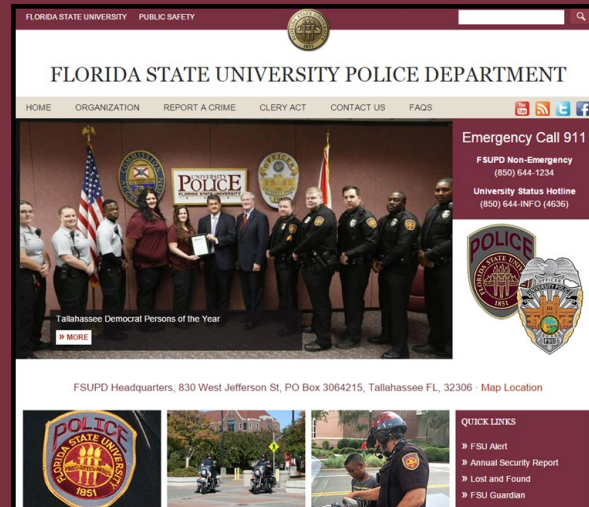 FLORIDA STATE UNIVERSITY PUBLIC SAFETY
FLORIDA STATE UNIVERSITY POLICE DEPARTMENT
HOME ORGANIZATION REPORT A CRIME CLERY ACT CONTACT US FAQS
UNIVERSITY
POLICE
FLORIDA STATE UNIVERSITY
OFFICER
Tallahassee Democrat Persons of the Year
» MORE
Emergency Call 911
FSUPD Non-Emergency
(850) 644-1234
University Status Hotline
(850) 644-INFO (4636)
POLICE
FLORIDA STATE UNIV
1851
OFFICER
UNIVERSITY POLICE
FSU
FSUPD Headquarters, 830 West Jefferson St, PO Box 3064215, Tallahassee FL, 32306 · Map Location
POLICE
FLORIDA STATE UNIVERSITY
1851
QUICK LINKS
» FSU Alert
» Annual Security Report
» Lost and Found
» FSU Guardian